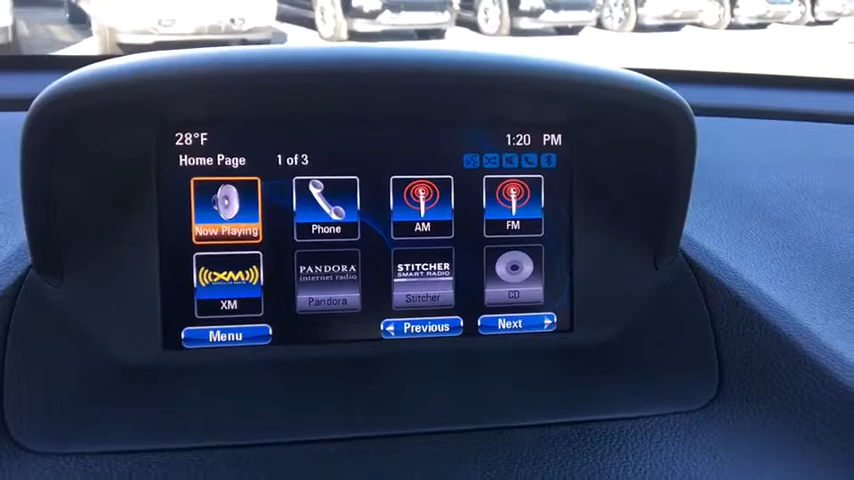 28°F 1:20 PM
Home Page 1 of 3
Now Playing Phone AM FM
XM PANDORA STITCHER
internet radio SMART RADIO
XM Pandora Stitcher CD
Menu Previous Next